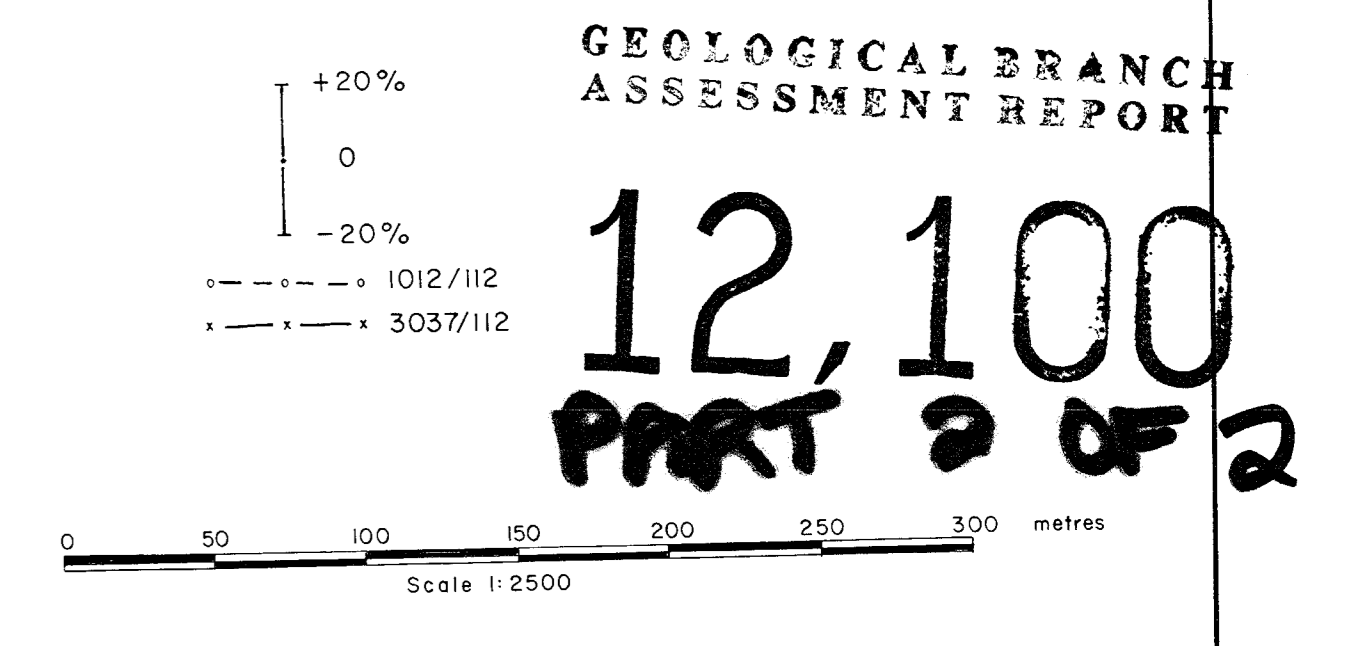 GEOLOGICAL BRANCH
ASSESSMENT REPORT
+20%
0
-20%
1012/112
3037/112
12,100
PART 2 OF 2
0 50 100 150 200 250 300 metres
Scale 1:2500